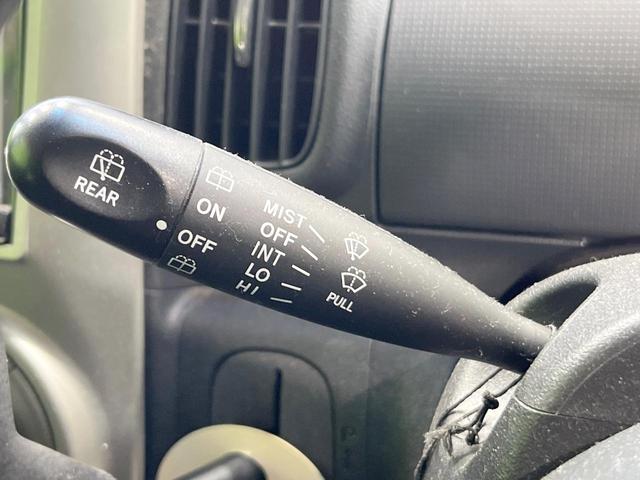 REAR
ON
OFF
MIST
OFF
INT
LO
HI
PULL